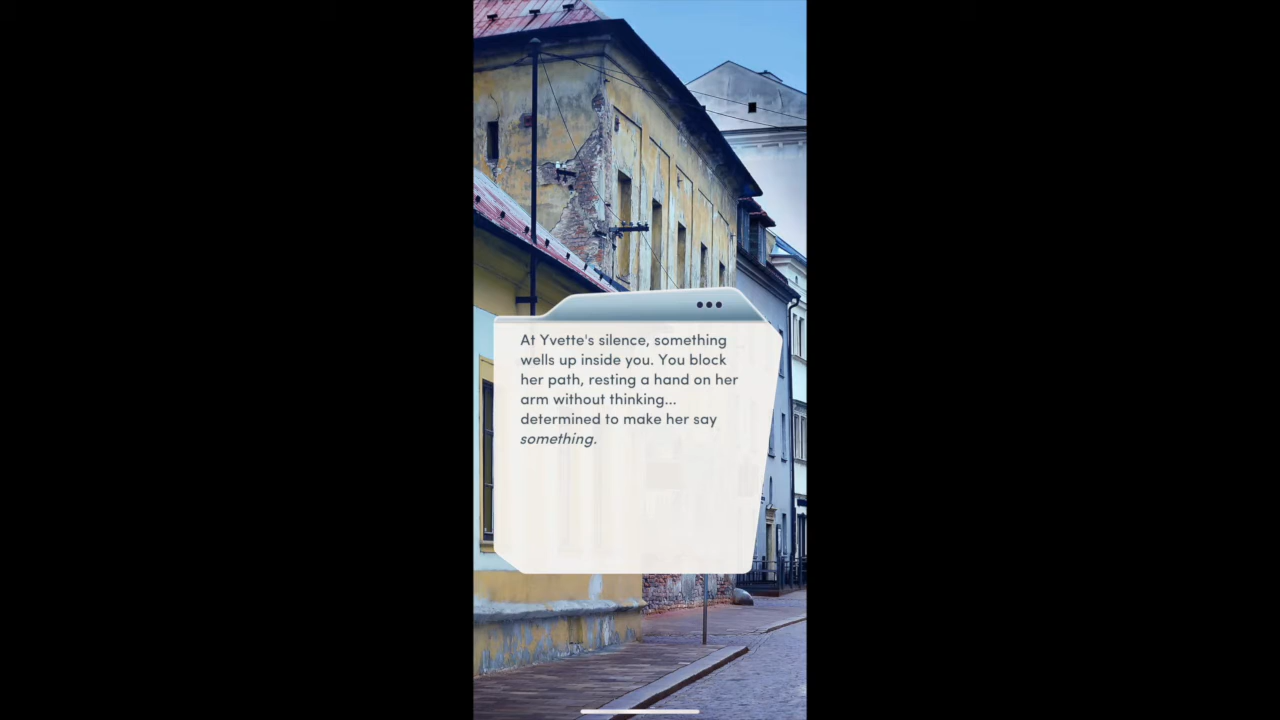 At Yvette's silence, something
wells up inside you. You block
her path, resting a hand on her
arm without thinking...
determined to make her say
something.